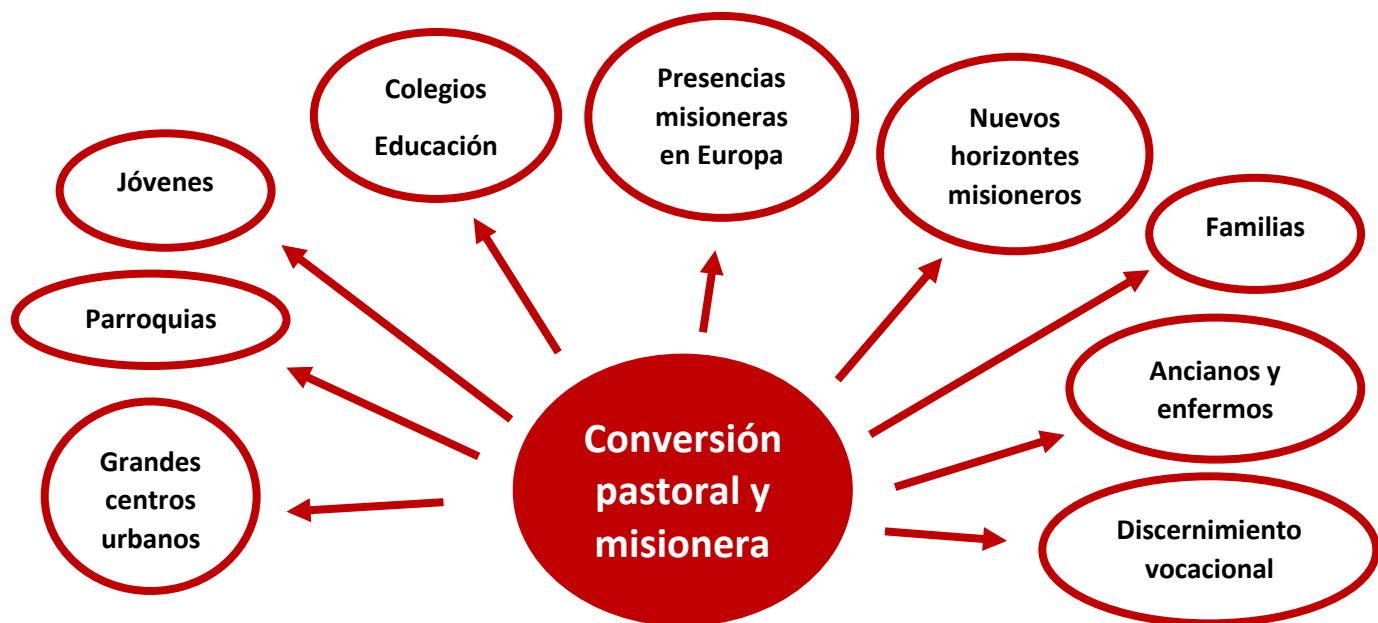 Colegios
Educación
Presencias
misioneras
en Europa
Nuevos
horizontes
misioneros
Jóvenes
Familias
Parroquias
Ancianos y
enfermos
Grandes
centros
urbanos
Conversión
pastoral y
misionera
Discernimiento
vocacional